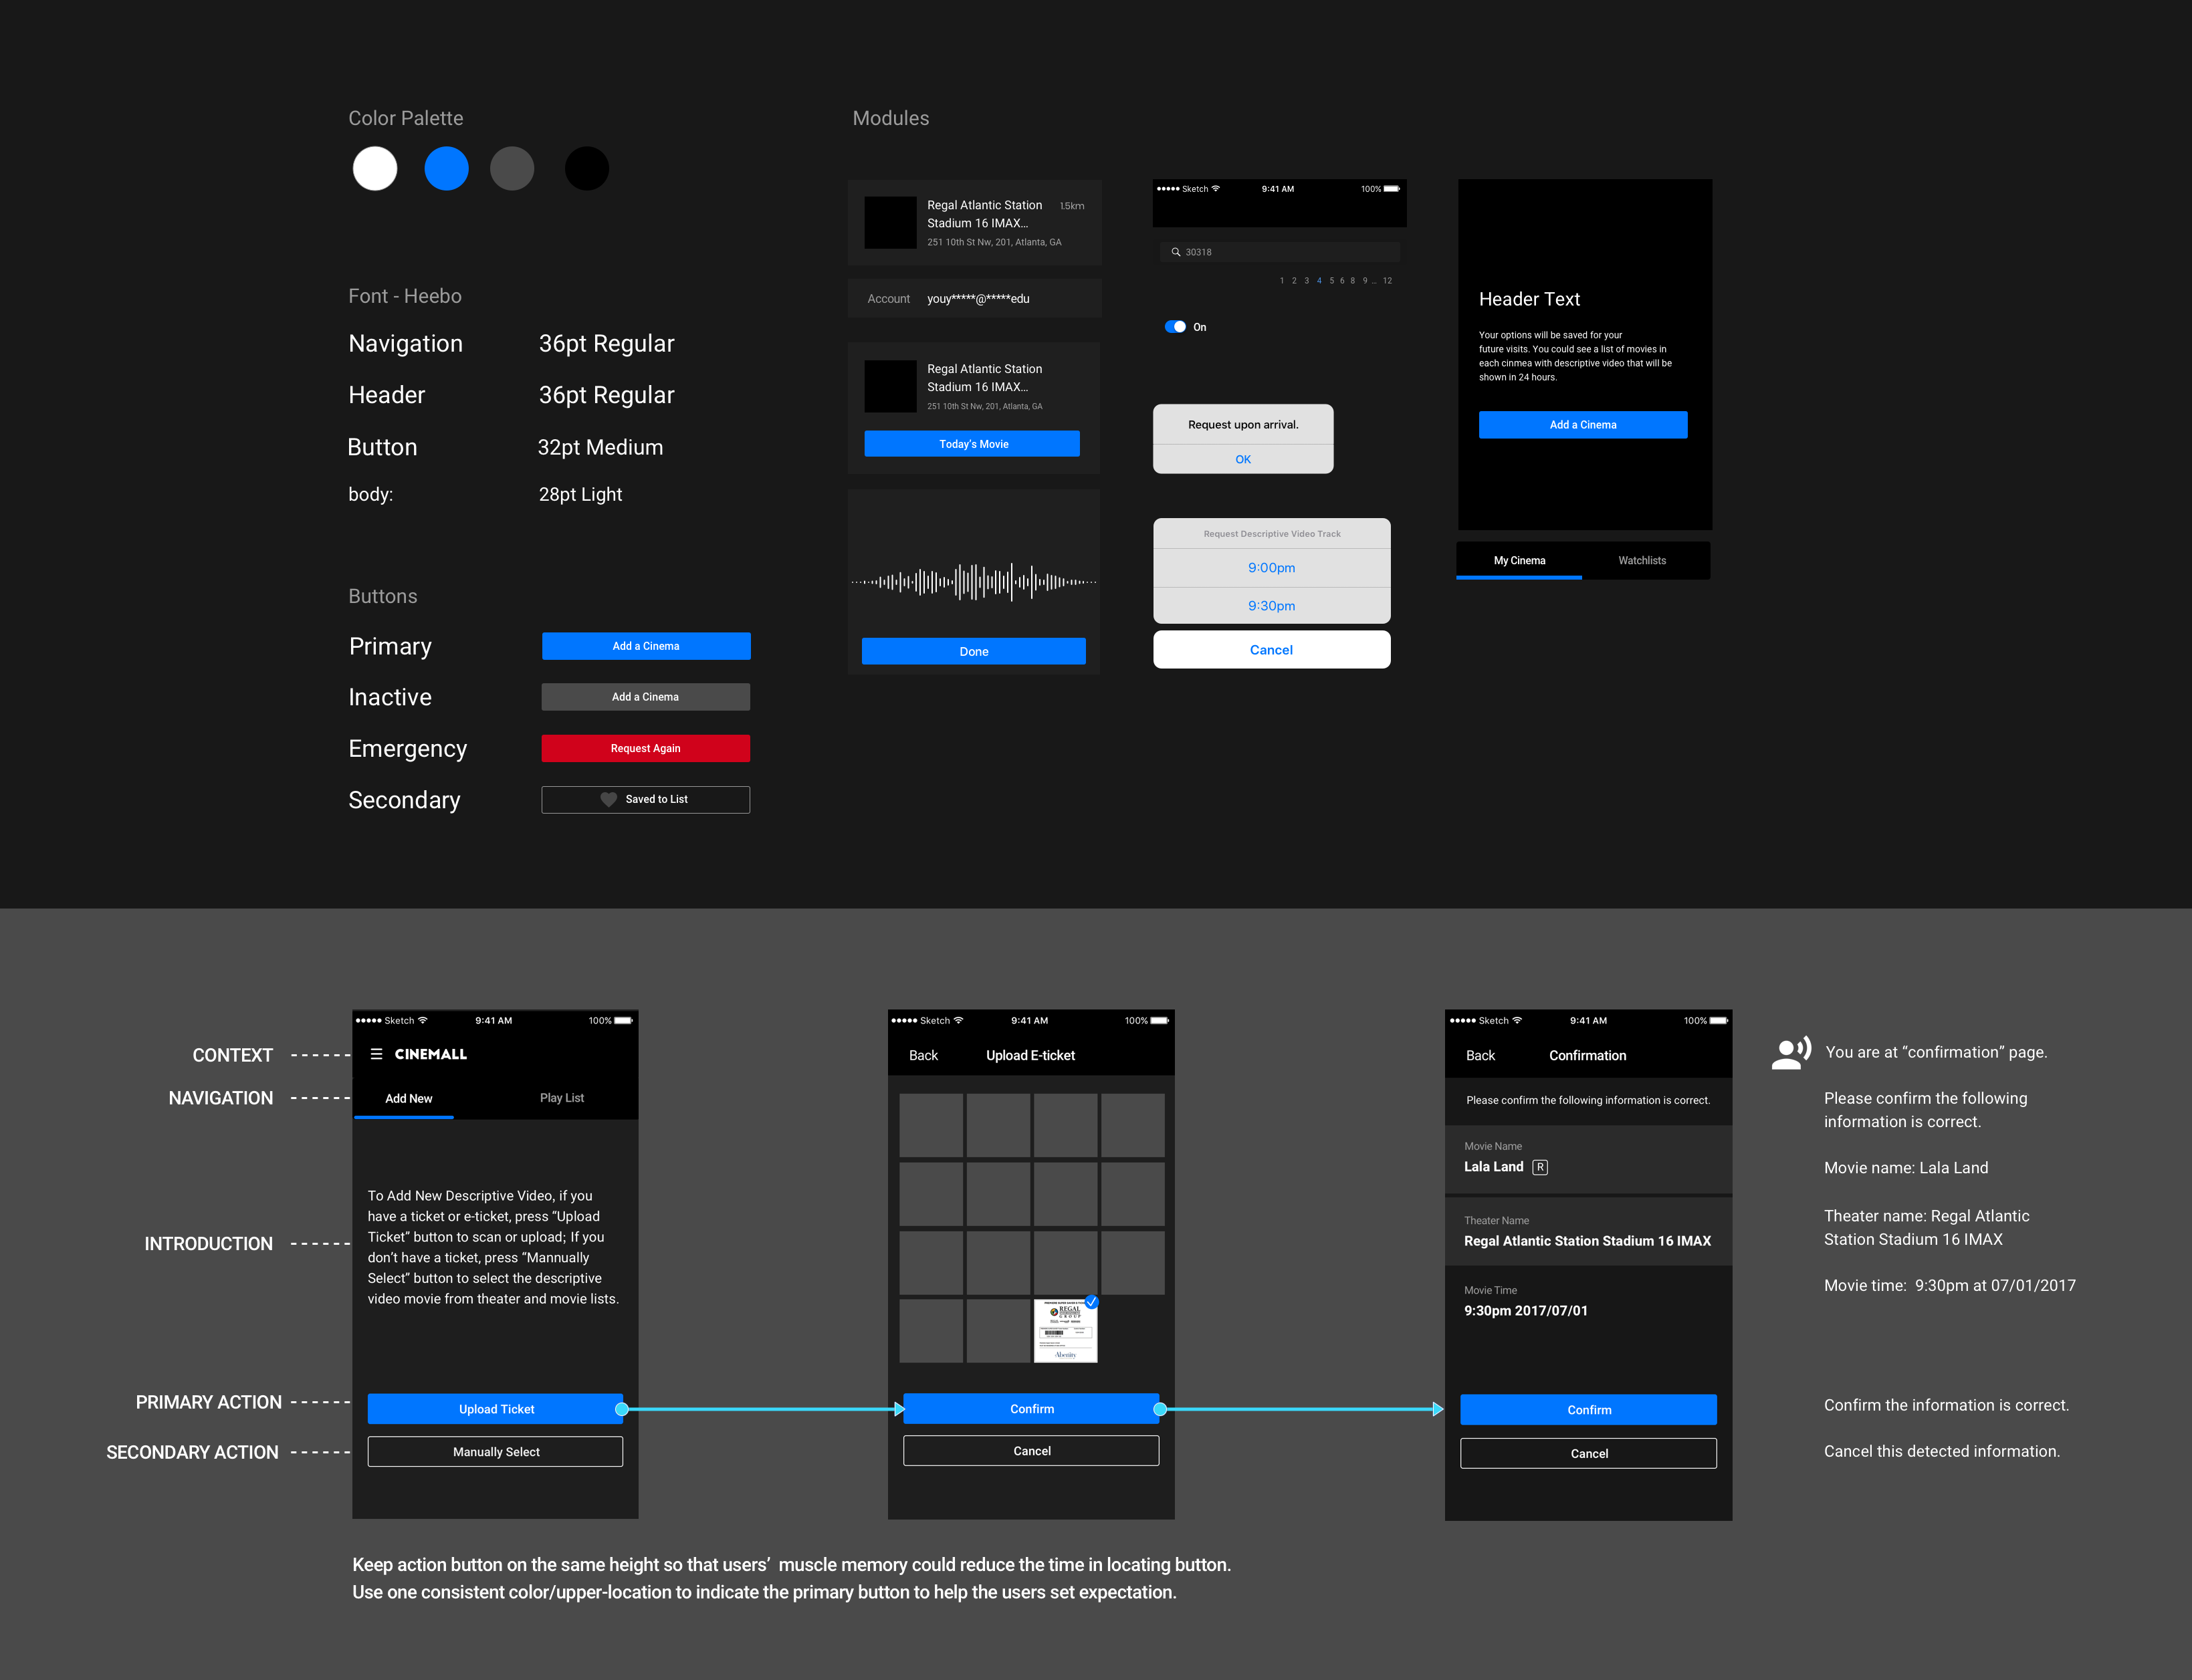 Color Palette
Font - Heebo
Navigation 36pt Regular
Header 36pt Regular
Button 32pt Medium
body: 28pt Light
Buttons
Primary Add a Cinema
Inactive Add a Cinema
Emergency Request Again
Secondary Saved to List
Modules
Regal Atlantic Station 1.5km
Stadium 16 IMAX...
251 10th St Nw, 201, Atlanta, GA
Account youy*****@*****edu
Regal Atlantic Station
Stadium 16 IMAX...
251 10th St Nw, 201, Atlanta, GA
Today's Movie
Done
Sketch 9:41 AM 100%
30318
1 2 3 4 5 6 8 9 ... 12
On
Request upon arrival.
OK
Request Descriptive Video Track
9:00pm
9:30pm
Cancel
Header Text
Your options will be saved for your
future visits. You could see a list of movies in
each cinmea with descriptive video that will be
shown in 24 hours.
Add a Cinema
My Cinema Watchlists
CONTEXT
NAVIGATION
INTRODUCTION
PRIMARY ACTION
SECONDARY ACTION
Sketch 9:41 AM 100%
CINEMALL
Add New Play List
To Add New Descriptive Video, if you
have a ticket or e-ticket, press “Upload
Ticket” button to scan or upload; If you
don’t have a ticket, press “Mannually
Select” button to select the descriptive
video movie from theater and movie lists.
Upload Ticket
Manually Select
Sketch 9:41 AM 100%
Back Upload E-ticket
REGAL
GROUP
Abenity
Confirm
Cancel
Sketch 9:41 AM 100%
Back Confirmation
Please confirm the following information is correct.
Movie Name
Lala Land R
Theater Name
Regal Atlantic Station Stadium 16 IMAX
Movie Time
9:30pm 2017/07/01
Confirm
Cancel
You are at “confirmation” page.
Please confirm the following
information is correct.
Movie name: Lala Land
Theater name: Regal Atlantic
Station Stadium 16 IMAX
Movie time: 9:30pm at 07/01/2017
Confirm the information is correct.
Cancel this detected information.
Keep action button on the same height so that users’ muscle memory could reduce the time in locating button.
Use one consistent color/upper-location to indicate the primary button to help the users set expectation.